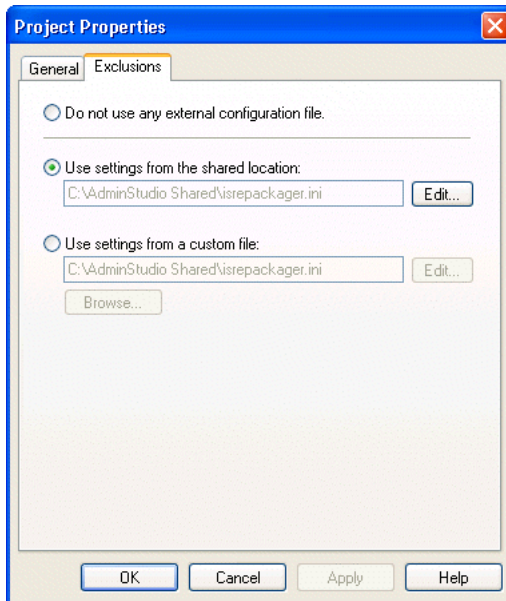 Project Properties
General Exclusions
Do not use any external configuration file.
Use settings from the shared location:
C:\AdminStudio Shared\isrepackager.ini Edit...
Use settings from a custom file:
C:\AdminStudio Shared\isrepackager.ini Edit...
Browse...
OK Cancel Apply Help